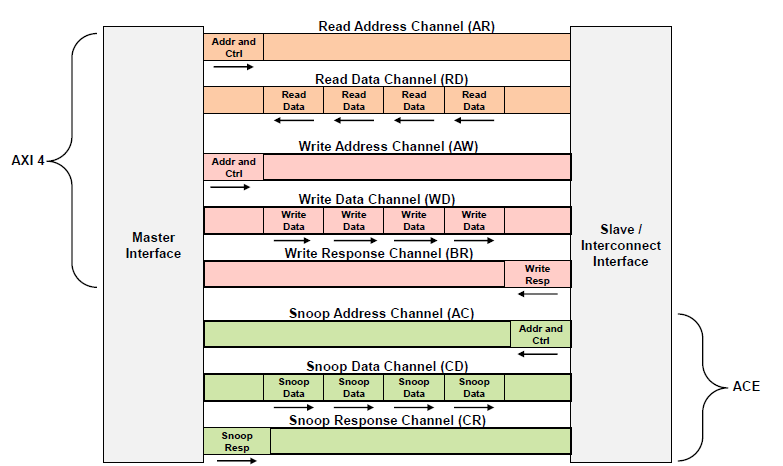 Read Address Channel (AR)
Addr and
Ctrl
Read Data Channel (RD)
Read
Data
Read
Data
Read
Data
Read
Data
Write Address Channel (AW)
Addr and
Ctrl
AXI 4
Write Data Channel (WD)
Write
Data
Write
Data
Write
Data
Write
Data
Master
Interface
Slave /
Interconnect
Interface
Write Response Channel (BR)
Write
Resp
Snoop Address Channel (AC)
Addr and
Ctrl
Snoop Data Channel (CD)
Snoop
Data
Snoop
Data
Snoop
Data
Snoop
Data
ACE
Snoop Response Channel (CR)
Snoop
Resp